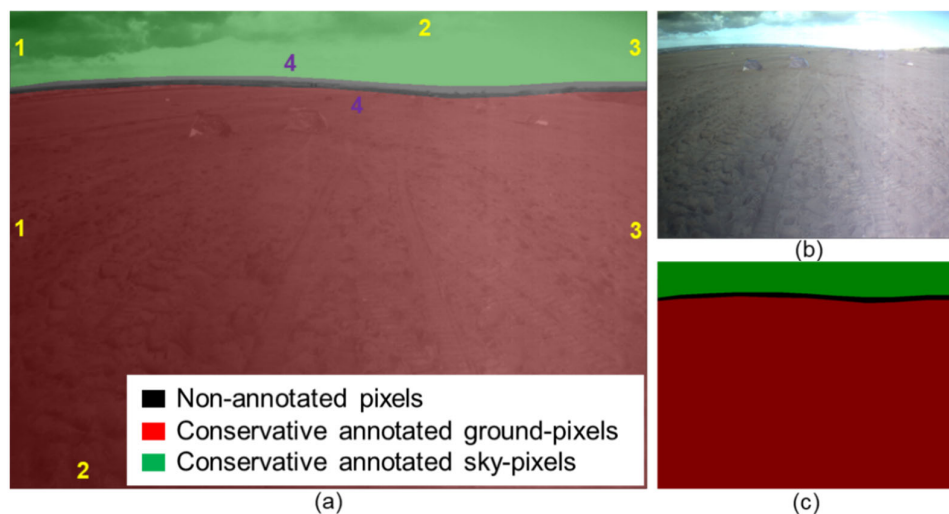 1
2
3
4
4
1
3
2
Non-annotated pixels
Conservative annotated ground-pixels
Conservative annotated sky-pixels
(a)
(b)
(c)